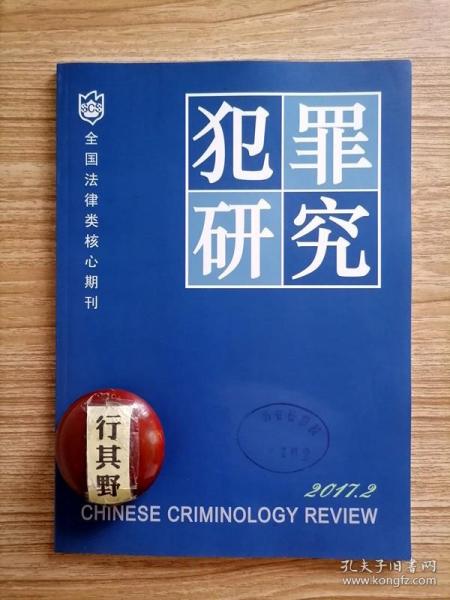 SCS
全国法律类核心期刊
犯罪
研究
行其野
2017.2
CHINESE CRIMINOLOGY REVIEW
孔夫子旧书网
www.kongfz.com